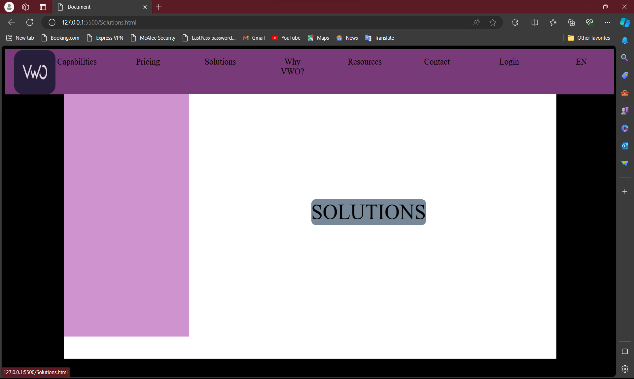 Document
127.0.0.1:5500/Solutions.html
New tab Booking.com Express VPN McAfee Security LastPass password... Gmail YouTube Maps News Translate Other favorites
VWO Capabilities Pricing Solutions Why VWO? Resources Contact Login EN
SOLUTIONS
127.0.0.1:5500/Solutions.html